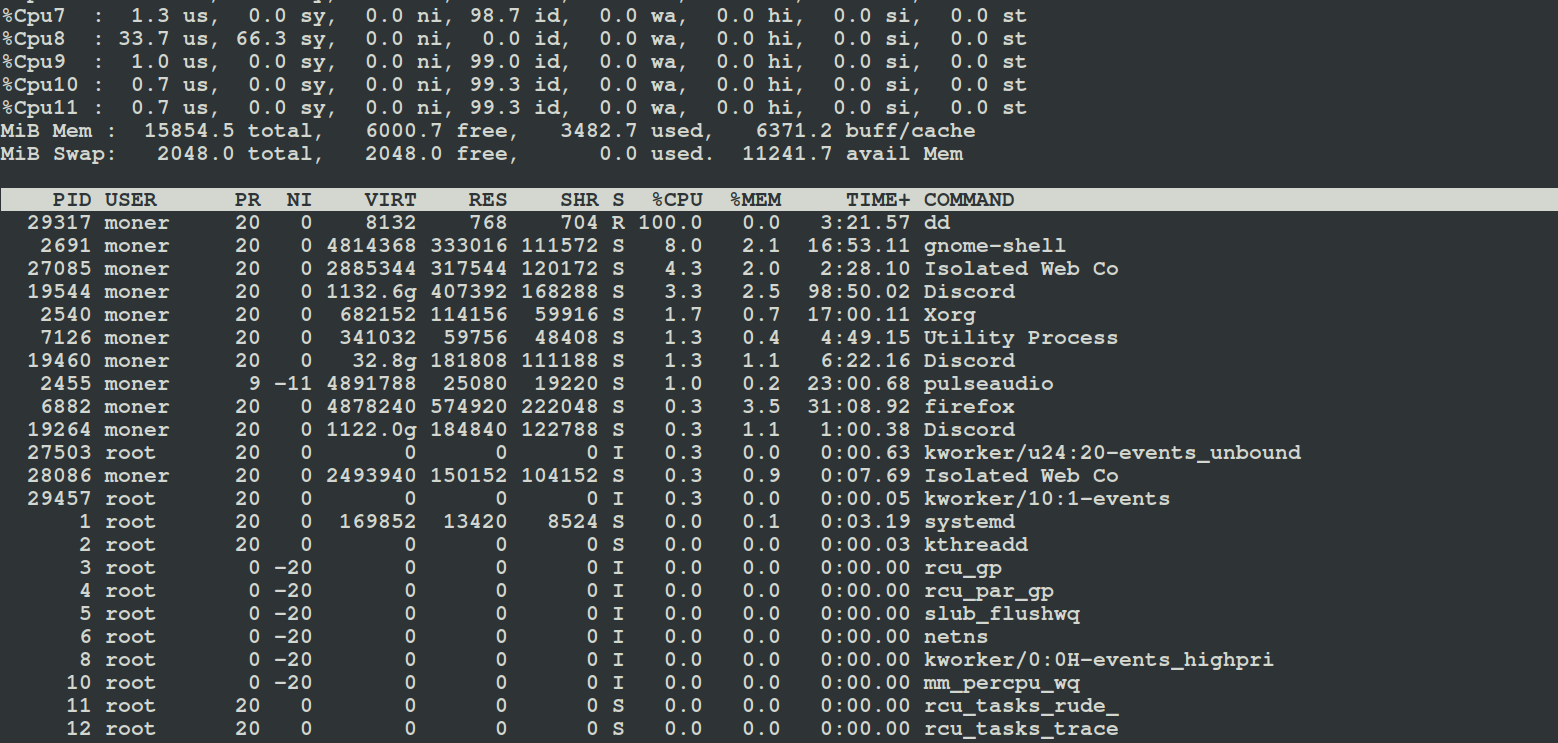 %Cpu7  :  1.3 us,  0.0 sy,  0.0 ni, 98.7 id,  0.0 wa,  0.0 hi,  0.0 si,  0.0 st
%Cpu8  : 33.7 us, 66.3 sy,  0.0 ni,  0.0 id,  0.0 wa,  0.0 hi,  0.0 si,  0.0 st
%Cpu9  :  1.0 us,  0.0 sy,  0.0 ni, 99.0 id,  0.0 wa,  0.0 hi,  0.0 si,  0.0 st
%Cpu10 :  0.7 us,  0.0 sy,  0.0 ni, 99.3 id,  0.0 wa,  0.0 hi,  0.0 si,  0.0 st
%Cpu11 :  0.7 us,  0.0 sy,  0.0 ni, 99.3 id,  0.0 wa,  0.0 hi,  0.0 si,  0.0 st
MiB Mem :  15854.5 total,   6000.7 free,   3482.7 used,   6371.2 buff/cache
MiB Swap:   2048.0 total,   2048.0 free,      0.0 used.  11241.7 avail Mem
    PID USER      PR  NI    VIRT    RES    SHR S  %CPU  %MEM     TIME+ COMMAND
  29317 moner     20   0    8132    768    704 R 100.0   0.0   3:21.57 dd
   2691 moner     20   0 4814368 333016 111572 S   8.0   2.1  16:53.11 gnome-shell
  27085 moner     20   0 2885344 317544 120172 S   4.3   2.0   2:28.10 Isolated Web Co
  19544 moner     20   0 1132.6g 407392 168288 S   3.3   2.5  98:50.02 Discord
   2540 moner     20   0  682152 114156  59916 S   1.7   0.7  17:00.11 Xorg
   7126 moner     20   0  341032  59756  48408 S   1.3   0.4   4:49.15 Utility Process
  19460 moner     20   0   32.8g 181808 111188 S   1.3   1.1   6:22.16 Discord
   2455 moner      9 -11 4891788  25080  19220 S   1.0   0.2  23:00.68 pulseaudio
   6882 moner     20   0 4878240 574920 222048 S   0.3   3.5  31:08.92 firefox
  19264 moner     20   0 1122.0g 184840 122788 S   0.3   1.1   1:00.38 Discord
  27503 root      20   0       0      0      0 I   0.3   0.0   0:00.63 kworker/u24:20-events_unbound
  28086 moner     20   0 2493940 150152 104152 S   0.3   0.9   0:07.69 Isolated Web Co
  29457 root      20   0       0      0      0 I   0.3   0.0   0:00.05 kworker/10:1-events
      1 root      20   0  169852  13420   8524 S   0.0   0.1   0:03.19 systemd
      2 root      20   0       0      0      0 S   0.0   0.0   0:00.03 kthreadd
      3 root       0 -20       0      0      0 I   0.0   0.0   0:00.00 rcu_gp
      4 root       0 -20       0      0      0 I   0.0   0.0   0:00.00 rcu_par_gp
      5 root       0 -20       0      0      0 I   0.0   0.0   0:00.00 slub_flushwq
      6 root       0 -20       0      0      0 I   0.0   0.0   0:00.00 netns
      8 root       0 -20       0      0      0 I   0.0   0.0   0:00.00 kworker/0:0H-events_highpri
     10 root       0 -20       0      0      0 I   0.0   0.0   0:00.00 mm_percpu_wq
     11 root      20   0       0      0      0 S   0.0   0.0   0:00.00 rcu_tasks_rude_
     12 root      20   0       0      0      0 S   0.0   0.0   0:00.00 rcu_tasks_trace